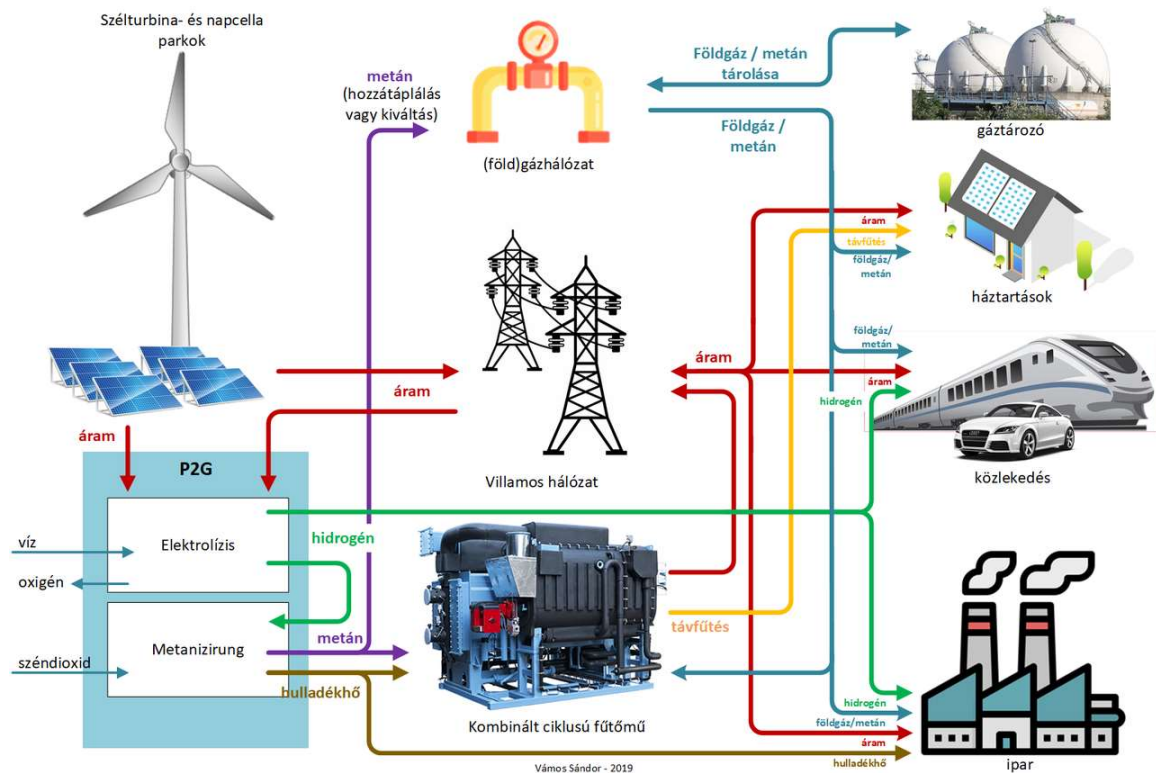 Szélturbina- és napcella
parkok
metán
(hozzátáplálás
vagy kiváltás)
(föld)gázhálózat
Földgáz / metán
tárolása
Földgáz /
metán
gáztározó
áram
távfűtés
földgáz/
metán
háztartások
földgáz/
metán
áram
áram
hidrogén
közlekedés
áram
áram
Villamos hálózat
P2G
Elektrolízis
víz
oxigén
hidrogén
Metanizirung
metán
széndioxid
hulladékhő
távfűtés
Kombinált ciklusú fűtőmű
hidrogén
földgáz/metán
áram
hulladékhő
ipar
Vámos Sándor - 2019